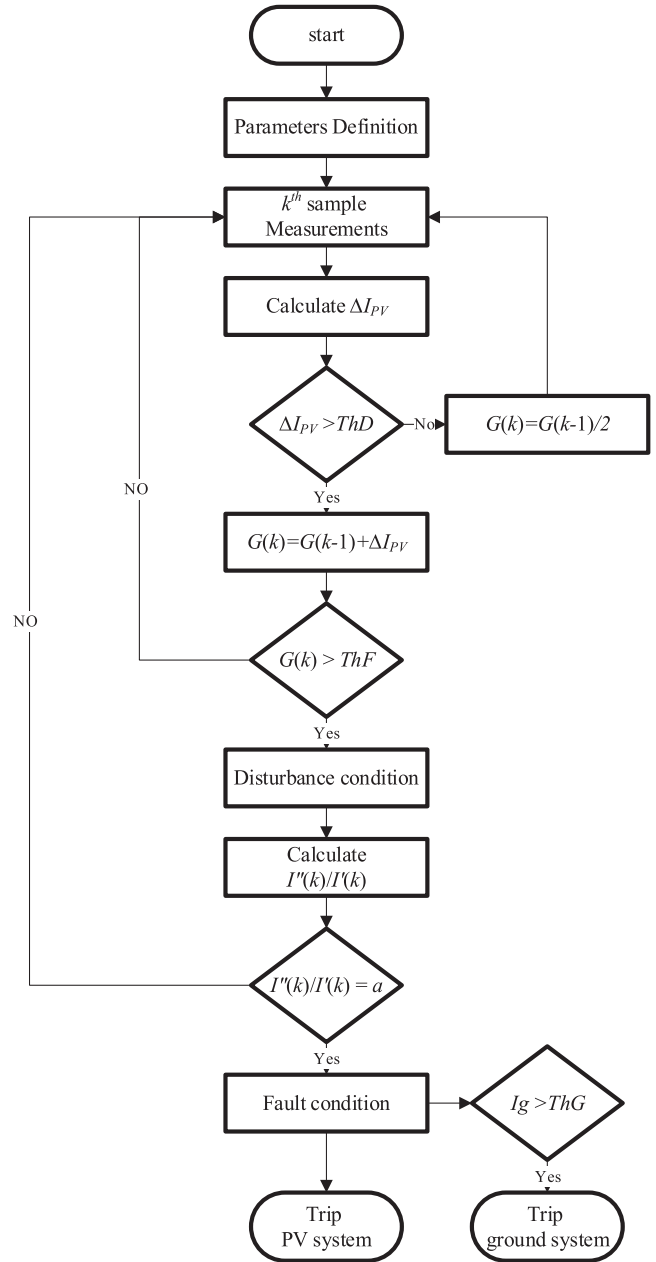 start
Parameters Definition
kᵗʰ sample
Measurements
Calculate ΔI_PV
ΔI_PV >ThD
No
G(k)=G(k-1)/2
Yes
NO
G(k)=G(k-1)+ΔI_PV
NO
G(k) > ThF
Yes
Disturbance condition
Calculate
I"(k)/I'(k)
I"(k)/I'(k) = a
Yes
Fault condition
Ig >ThG
Yes
Trip
PV system
Trip
ground system